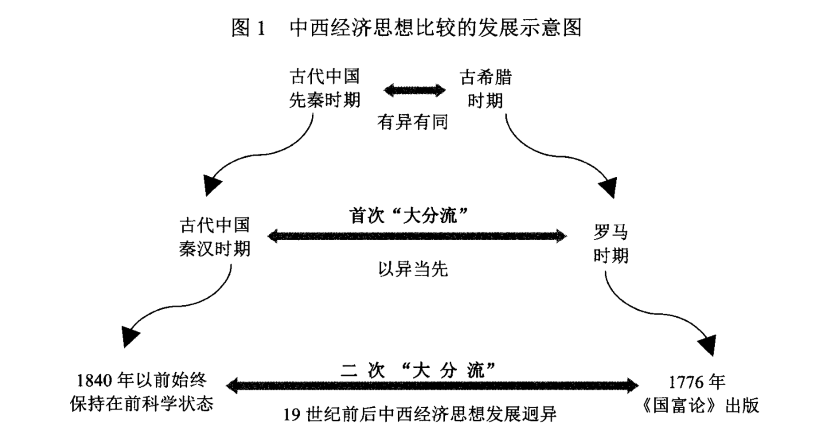 图 1 中西经济思想比较的发展示意图
古代中国
先秦时期
古希腊
时期
有异有同
首次“大分流”
古代中国
秦汉时期
罗马
时期
以异当先
二 次 “大 分 流”
1840 年以前始终
保持在前科学状态
1776 年
《国富论》出版
19 世纪前后中西经济思想发展迥异